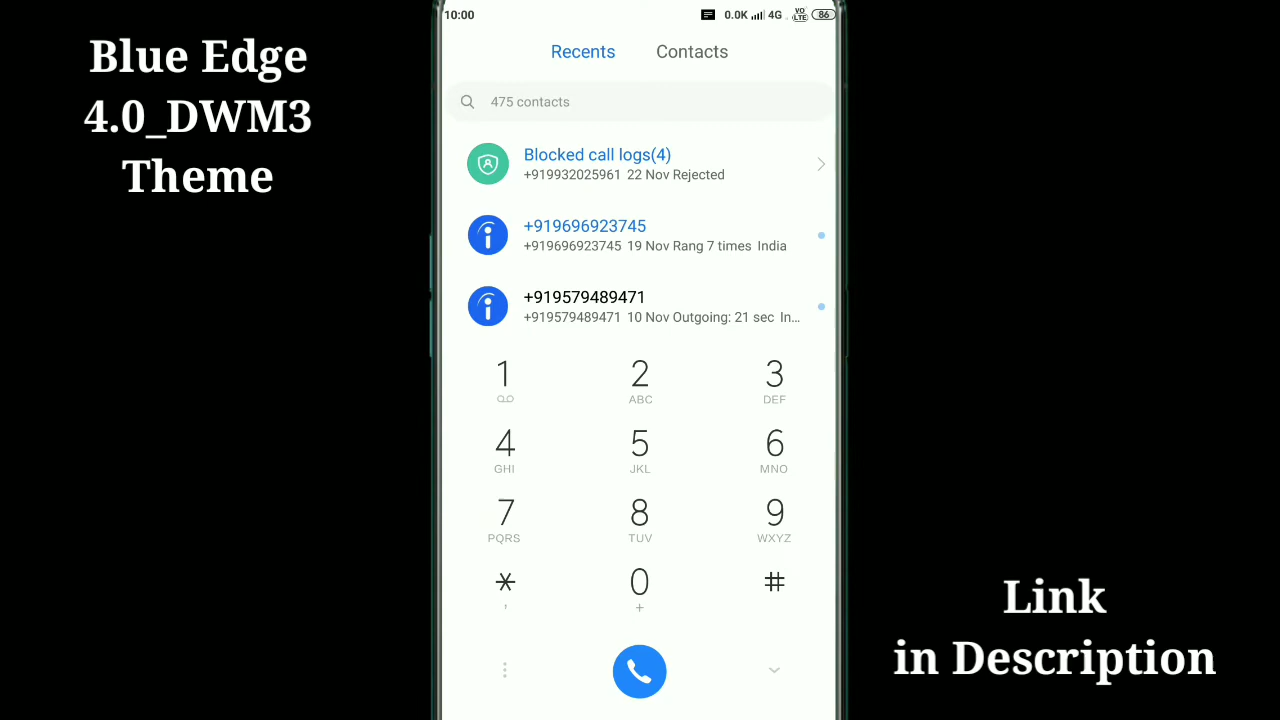 Blue Edge
4.0_DWM3
Theme
10:00
0.0K 4G VO LTE 86
Recents Contacts
475 contacts
Blocked call logs(4)
+919932025961 22 Nov Rejected
+919696923745
+919696923745 19 Nov Rang 7 times India
+919579489471
+919579489471 10 Nov Outgoing: 21 sec In...
1 2 3
ABC DEF
4 5 6
GHI JKL MNO
7 8 9
PQRS TUV WXYZ
* 0 #
, +
Link
in Description